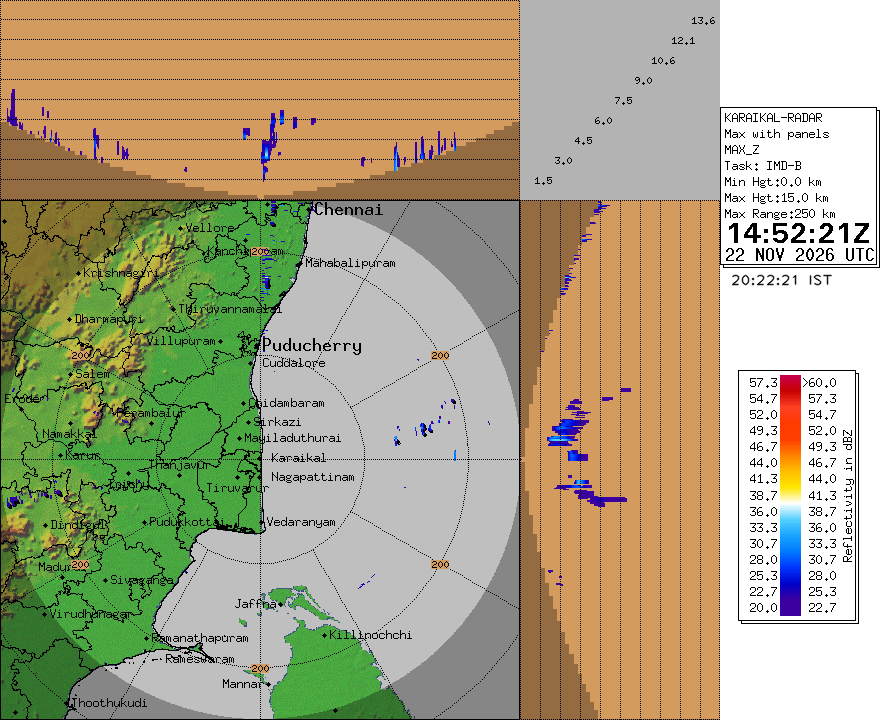 13.6
12.1
10.6
9.0
7.5
6.0
4.5
3.0
1.5
KARAIKAL-RADAR
Max with panels
MAX_Z
Task: IMD-B
Min Hgt:0.0 km
Max Hgt:15.0 km
Max Range:250 km
14:52:21Z
22 NOV 2026 UTC
20:22:21 IST
Chennai
Vellore
200
Mahabalipuram
Krishnagiri
Thiruvannamalai
Dharmapuri
Villupuram
Puducherry
200
200
Cuddalore
Salem
Erode
Chidambaram
Perambalur
Sirkazi
Namakkal
Mayiladuthurai
Karur
Karaikal
Thanjavur
Nagapattinam
Tiruvarur
Dindigul
Pudukkottai
Vedaranyam
200
200
Madur
Sivaganga
Jaffna
Virudhunagar
Killinochchi
Ramanathapuram
Rameswaram
200
Mannar
Thoothukudi
57.3 >60.0
54.7 57.3
52.0 54.7
49.3 52.0
46.7 49.3
44.0 46.7
41.3 44.0
38.7 41.3
36.0 38.7
33.3 36.0
30.7 33.3
28.0 30.7
25.3 28.0
22.7 25.3
20.0 22.7
Reflectivity in dBZ